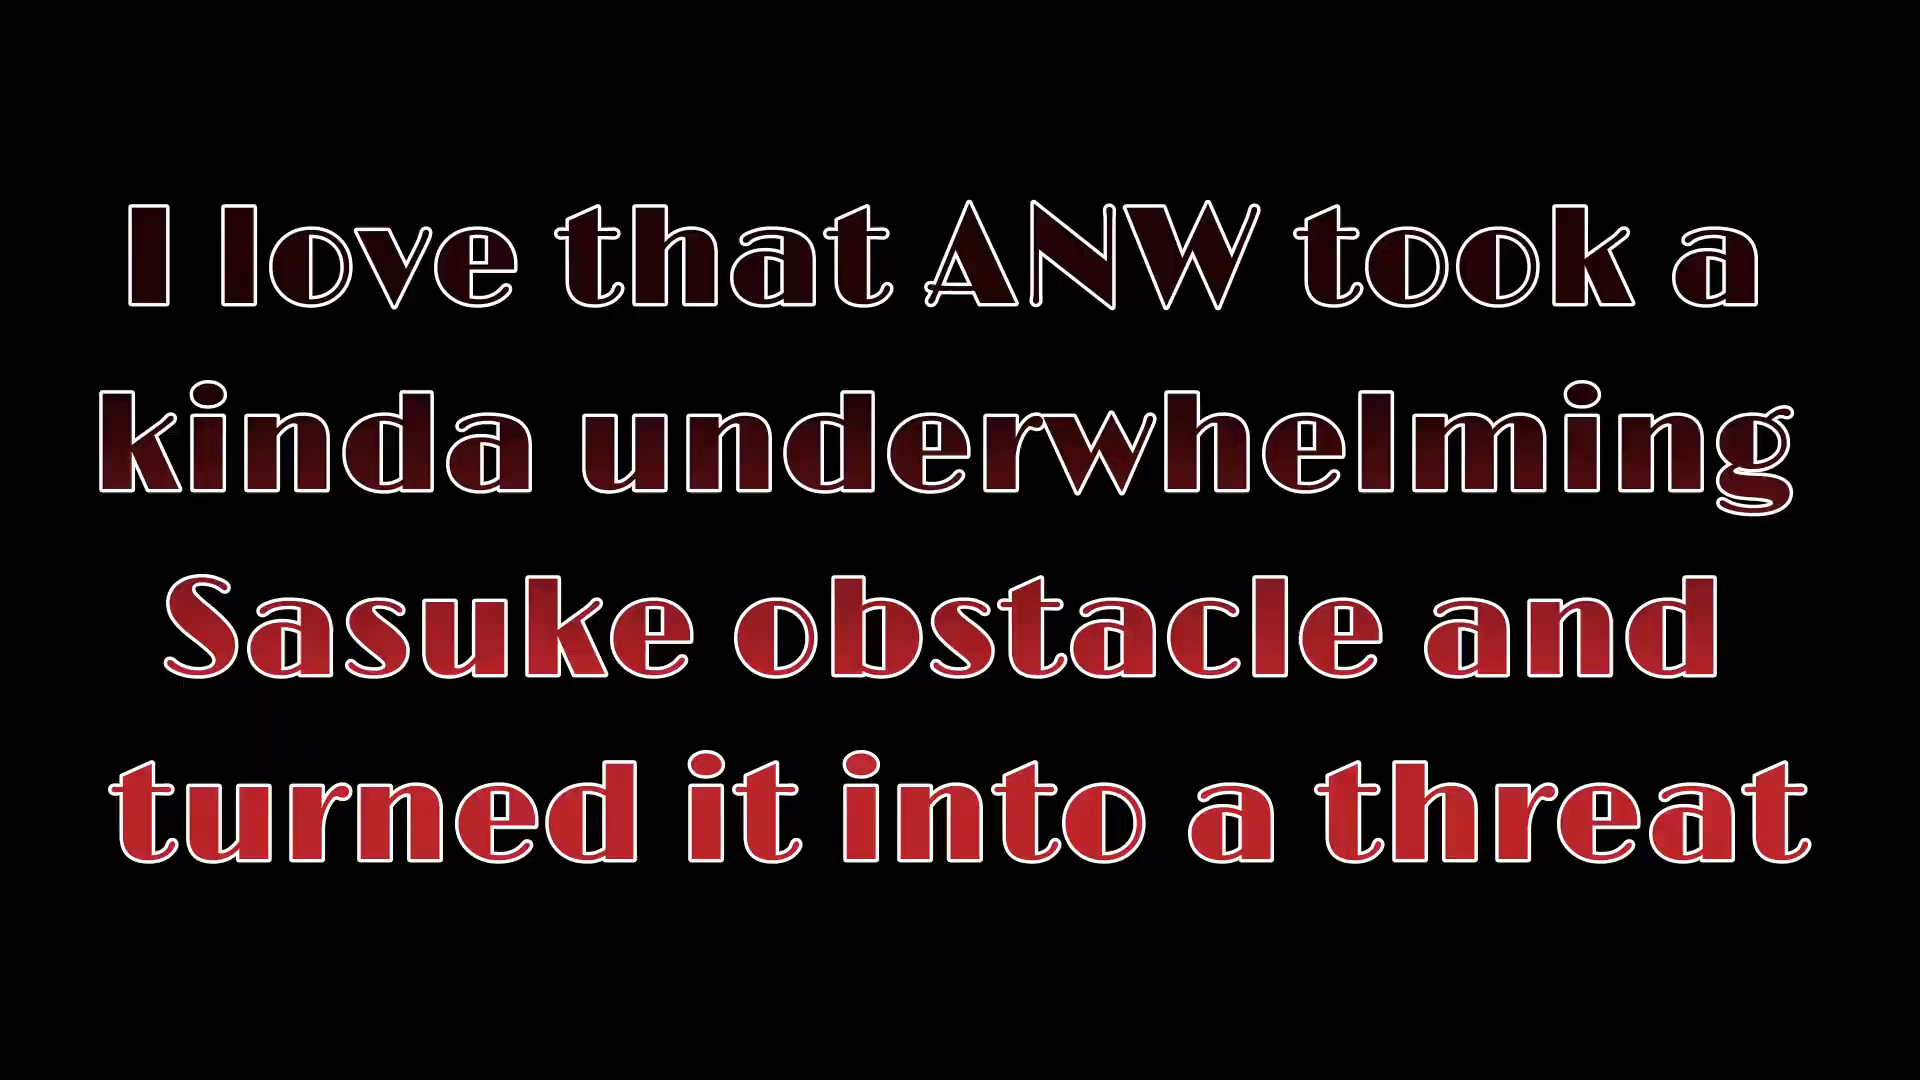 I love that ANW took a
kinda underwhelming
Sasuke obstacle and
turned it into a threat